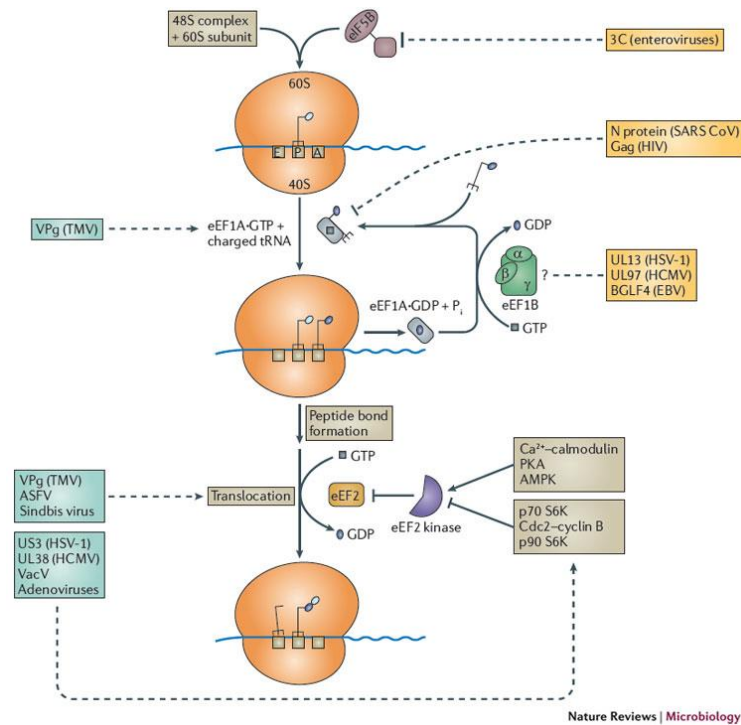 48S complex
+ 60S subunit
eIF5B
3C (enteroviruses)
60S
E P A
40S
N protein (SARS CoV)
Gag (HIV)
VPg (TMV)
eEF1A•GTP +
charged tRNA
GDP
α
β
γ
?
eEF1B
GTP
UL13 (HSV-1)
UL97 (HCMV)
BGLF4 (EBV)
eEF1A•GDP + Pi
Peptide bond
formation
GTP
VPg (TMV)
ASFV
Sindbis virus
Translocation
eEF2
eEF2 kinase
GDP
Ca²⁺–calmodulin
PKA
AMPK
p70 S6K
Cdc2–cyclin B
p90 S6K
US3 (HSV-1)
UL38 (HCMV)
VacV
Adenoviruses
Nature Reviews | Microbiology